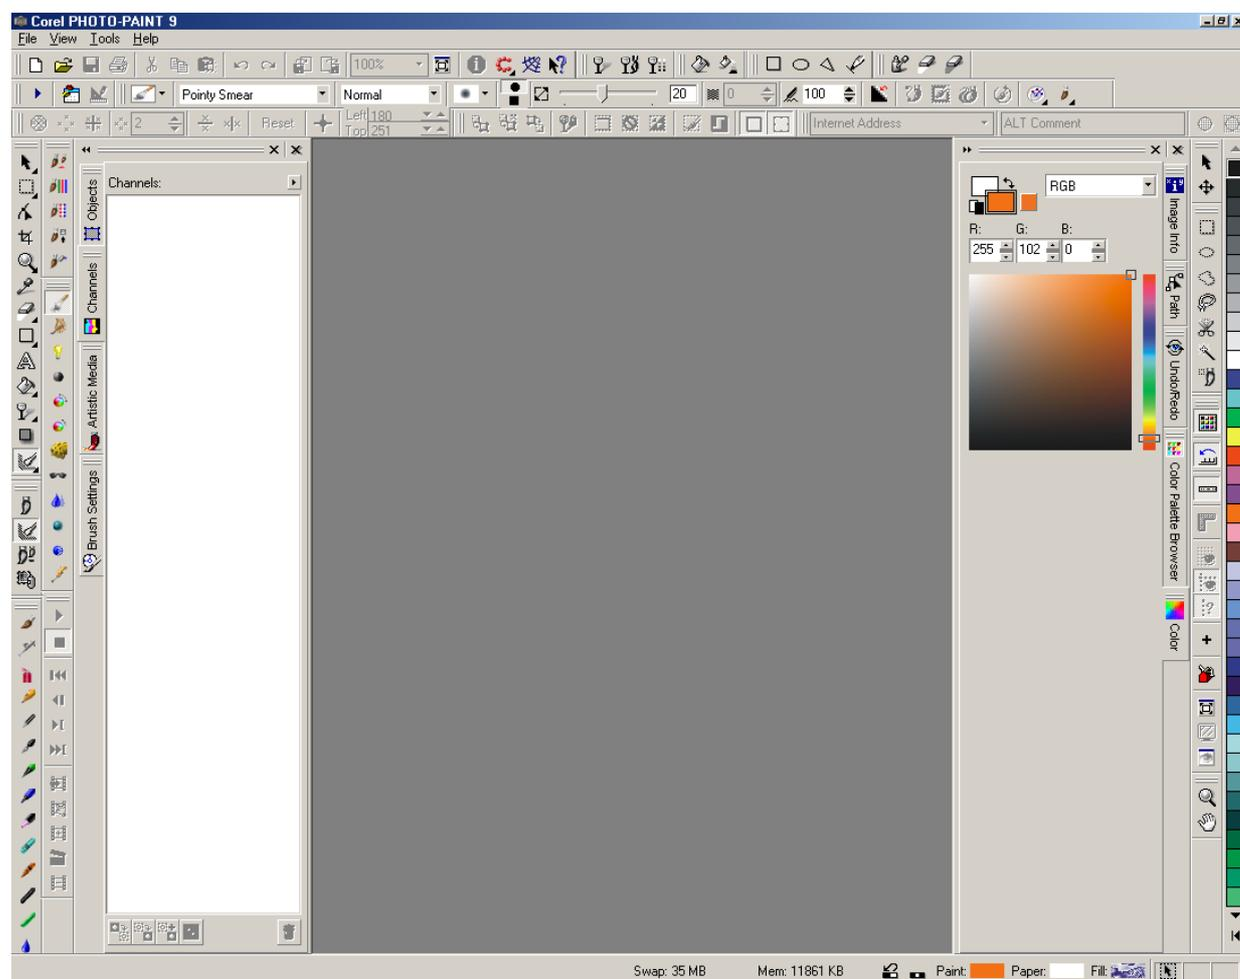 Corel PHOTO-PAINT 9
File View Tools Help
100%
Pointy Smear Normal 20 0 100
2 Reset Left 180 Top 251 Internet Address ALT Comment
Channels:
Objects
Channels
Artistic Media
Brush Settings
RGB
R: G: B:
255 102 0
Image Info
Path
Undo/Redo
Color Palette Browser
Color
Swap: 35 MB Mem: 11861 KB Paint: Paper: Fill: